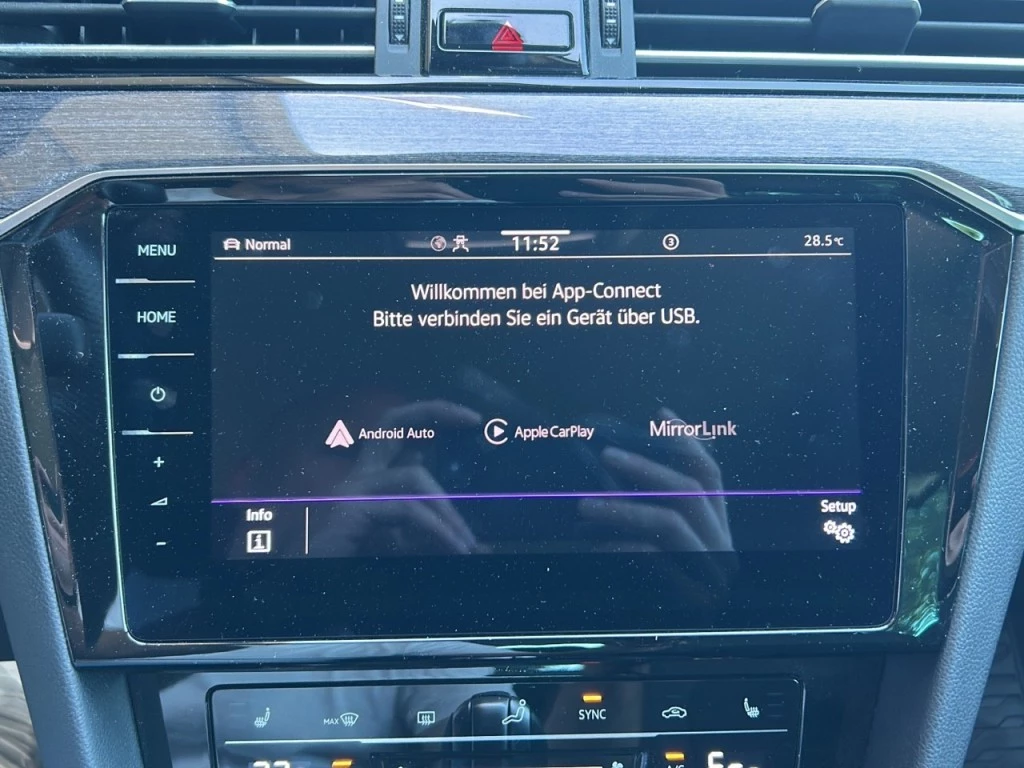 MENU
HOME
+
-
Normal
11:52
3
28.5°C
Willkommen bei App-Connect
Bitte verbinden Sie ein Gerät über USB.
Android Auto
Apple CarPlay
MirrorLink
Info
i
Setup
MAX
SYNC
A/C